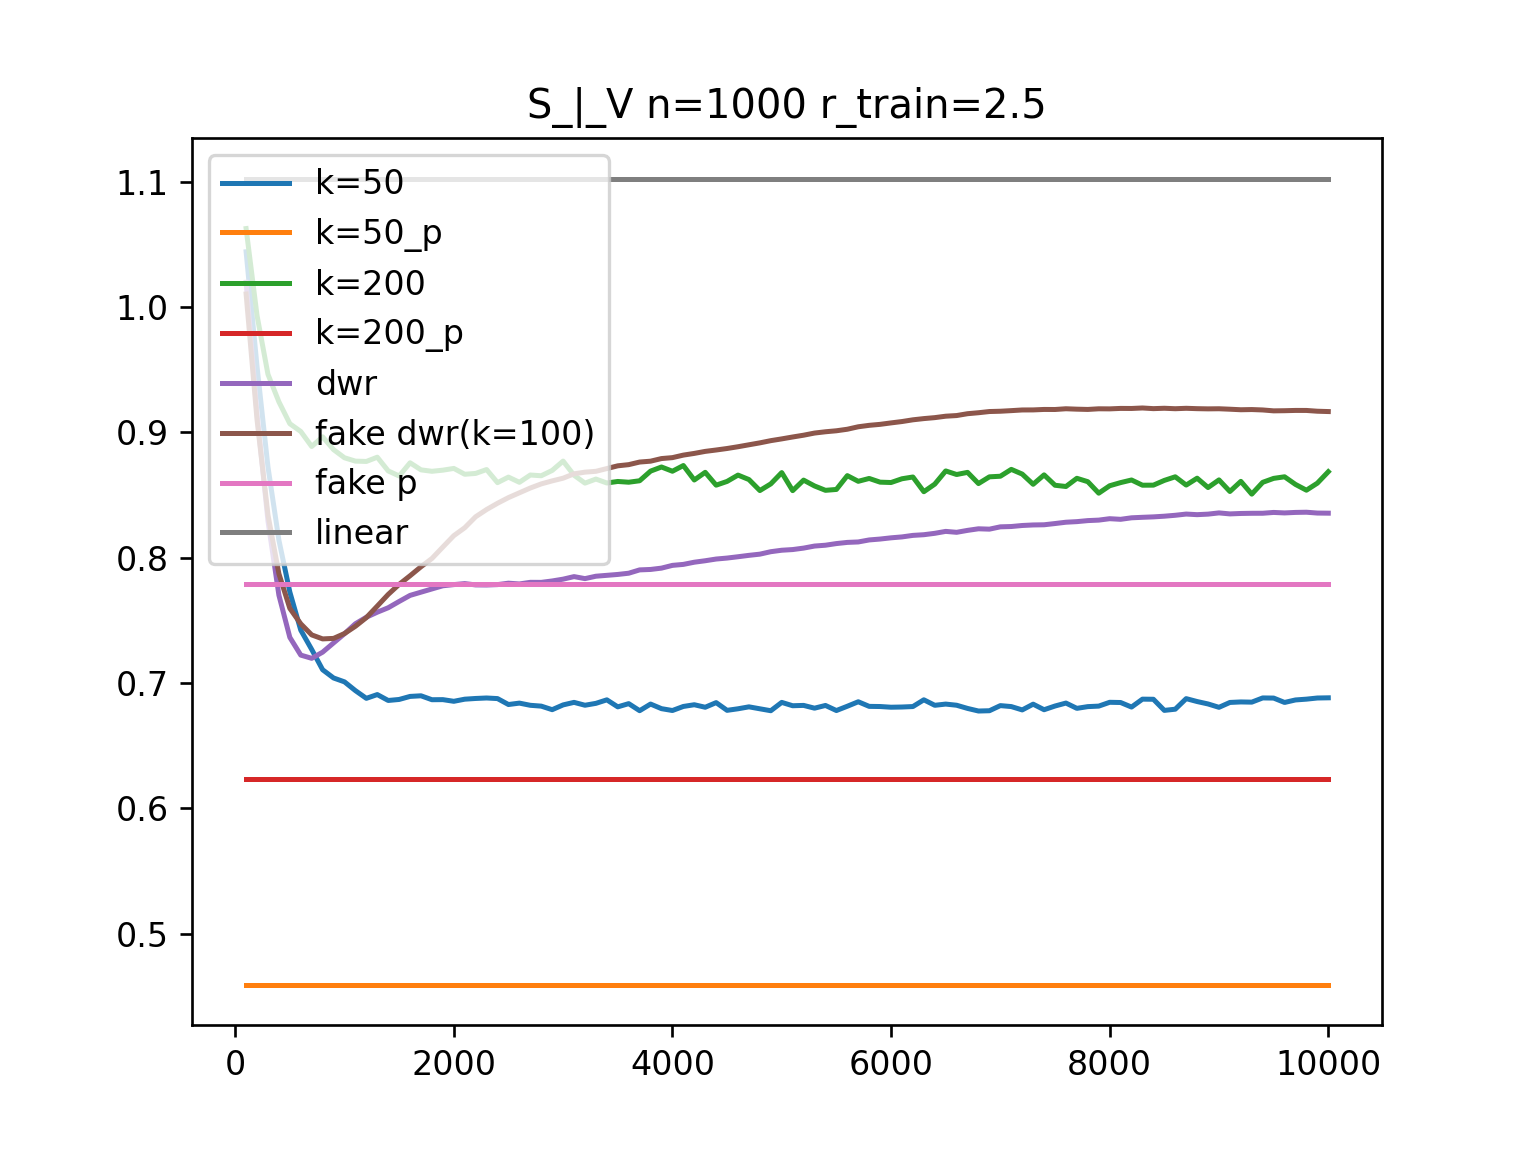 S_|_V n=1000 r_train=2.5
1.1
1.0
0.9
0.8
0.7
0.6
0.5
k=50
k=50_p
k=200
k=200_p
dwr
fake dwr(k=100)
fake p
linear
0 2000 4000 6000 8000 10000